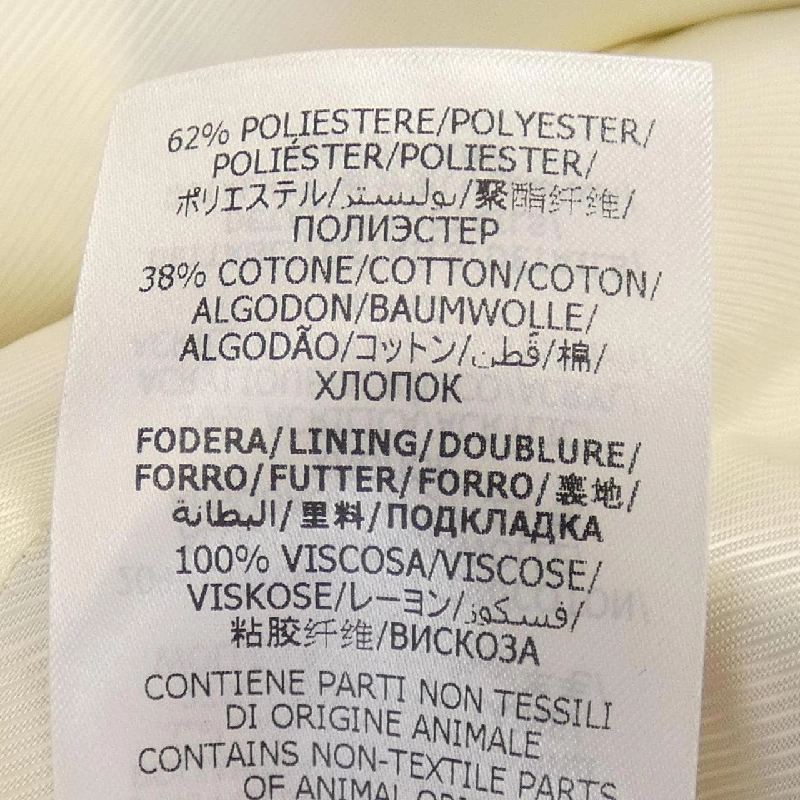 62% POLIESTERE/POLYESTER/
POLIÉSTER/POLIESTER/
ポリエステル/بوليستر/聚酯纤维/
ПОЛИЭСТЕР
38% COTONE/COTTON/COTON/
ALGODON/BAUMWOLLE/
ALGODÃO/コットン/قطن/棉/
ХЛОПОК
FODERA/LINING/DOUBLURE/
FORRO/FUTTER/FORRO/裏地/
البطانة/里料/ПОДКЛАДКА
100% VISCOSA/VISCOSE/
VISKOSE/レーヨン/فسكوز/
粘胶纤维/ВИСКОЗА
CONTIENE PARTI NON TESSILI
DI ORIGINE ANIMALE
CONTAINS NON-TEXTILE PARTS
OF ANIMAL